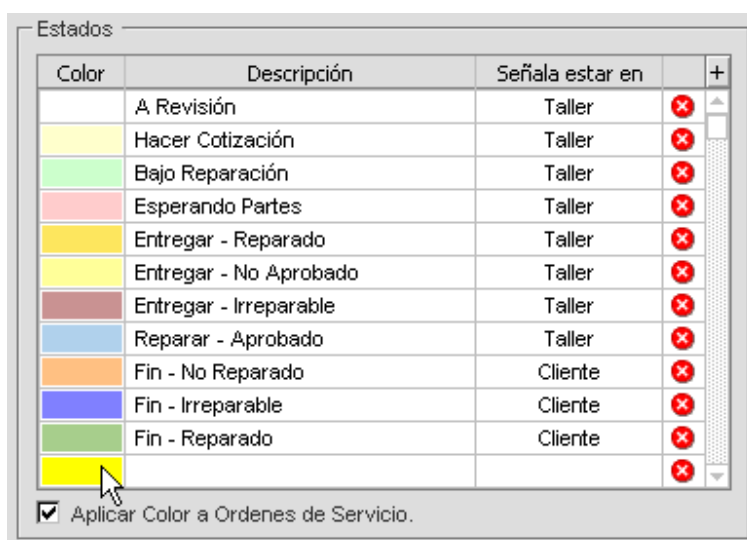 Estados
Color Descripción Señala estar en +
A Revisión Taller
Hacer Cotización Taller
Bajo Reparación Taller
Esperando Partes Taller
Entregar - Reparado Taller
Entregar - No Aprobado Taller
Entregar - Irreparable Taller
Reparar - Aprobado Taller
Fin - No Reparado Cliente
Fin - Irreparable Cliente
Fin - Reparado Cliente
Aplicar Color a Ordenes de Servicio.